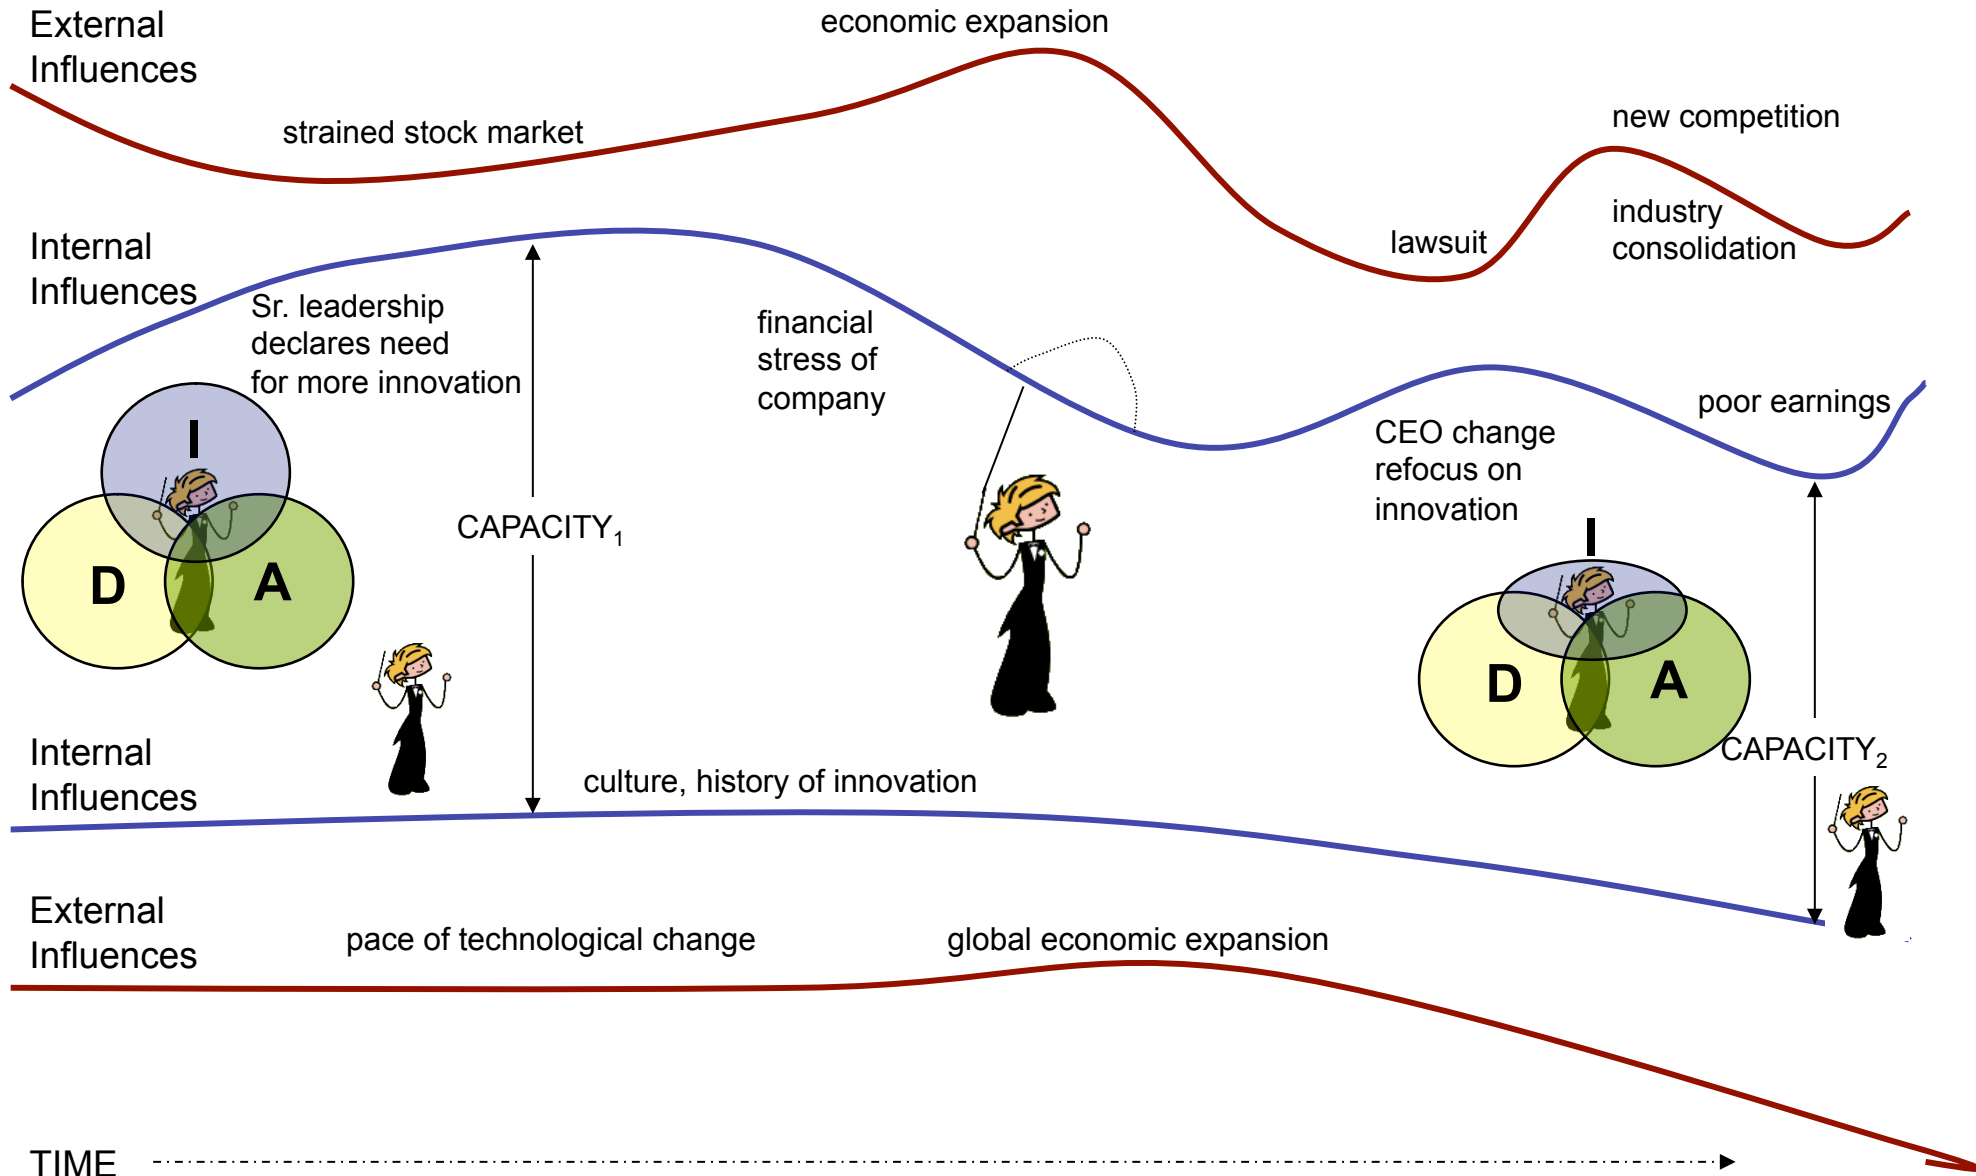 External
Influences
economic expansion
strained stock market
new competition
industry
consolidation
lawsuit
Internal
Influences
Sr. leadership
declares need
for more innovation
financial
stress of
company
poor earnings
CEO change
refocus on
innovation
I
D
A
CAPACITY1
I
D
A
CAPACITY2
Internal
Influences
culture, history of innovation
External
Influences
pace of technological change
global economic expansion
TIME